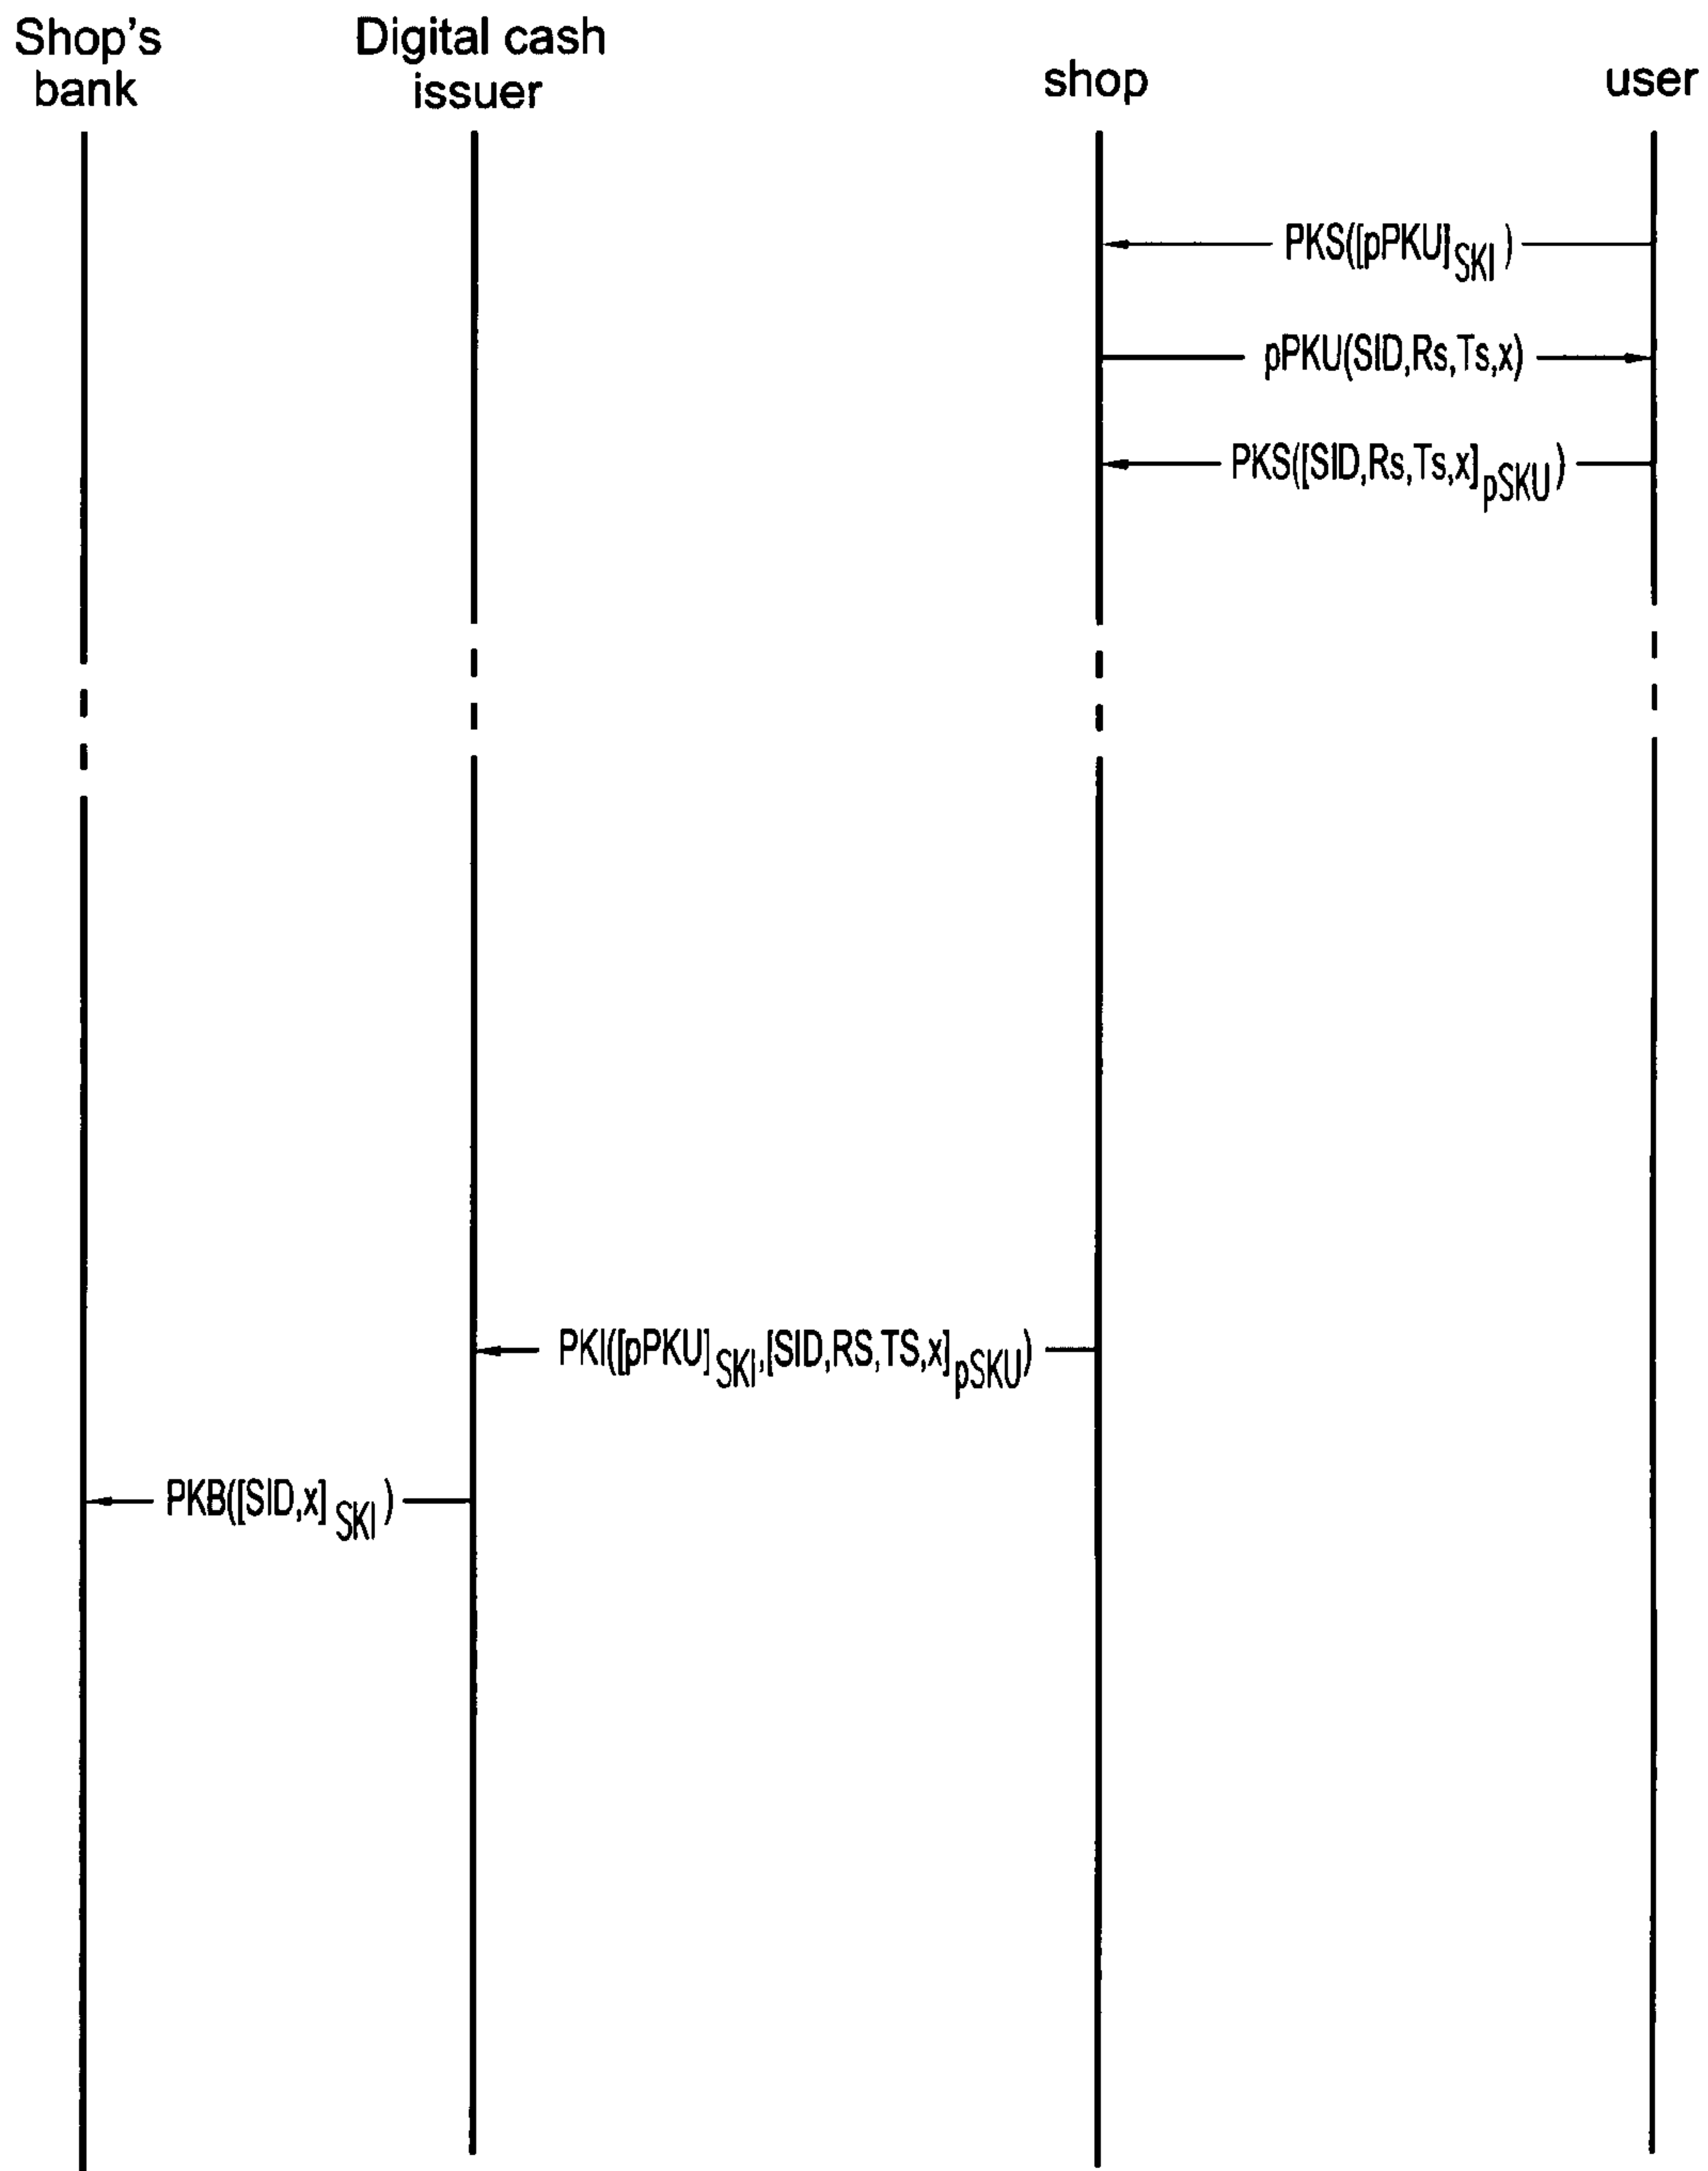 Shop's
bank
Digital cash
issuer
shop
user
PKS([pPKU]SKI)
pPKU(SID,Rs,Ts,x)
PKS([SID,Rs,Ts,x]pSKU)
PKI([pPKU]SKI,[SID,RS,TS,x]pSKU)
PKB([SID,x]SKI)